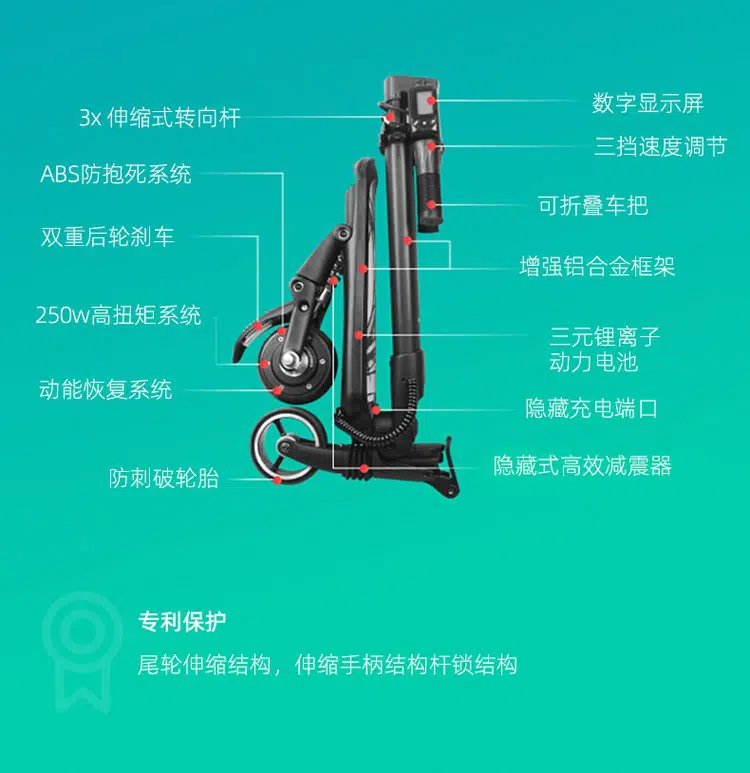 3x 伸缩式转向杆
ABS防抱死系统
双重后轮刹车
250w高扭矩系统
动能恢复系统
防刺破轮胎
数字显示屏
三挡速度调节
可折叠车把
增强铝合金框架
三元锂离子
动力电池
隐藏充电端口
隐藏式高效减震器
专利保护
尾轮伸缩结构，伸缩手柄结构杆锁结构